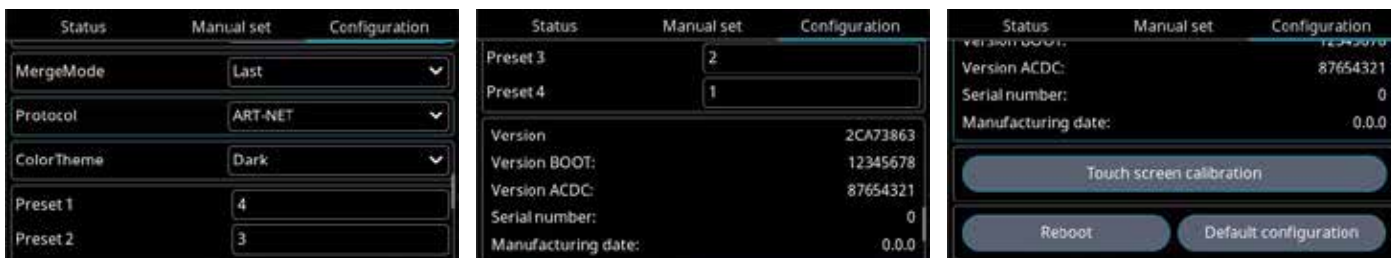 Status Manual set Configuration
MergeMode Last
Protocol ART-NET
ColorTheme Dark
Preset 1 4
Preset 2 3
Status Manual set Configuration
Preset 3 2
Preset 4 1
Version 2CA73863
Version BOOT: 12345678
Version ACDC: 87654321
Serial number: 0
Manufacturing date: 0.0.0
Status Manual set Configuration
Version BOOT: 12345678
Version ACDC: 87654321
Serial number: 0
Manufacturing date: 0.0.0
Touch screen calibration
Reboot Default configuration